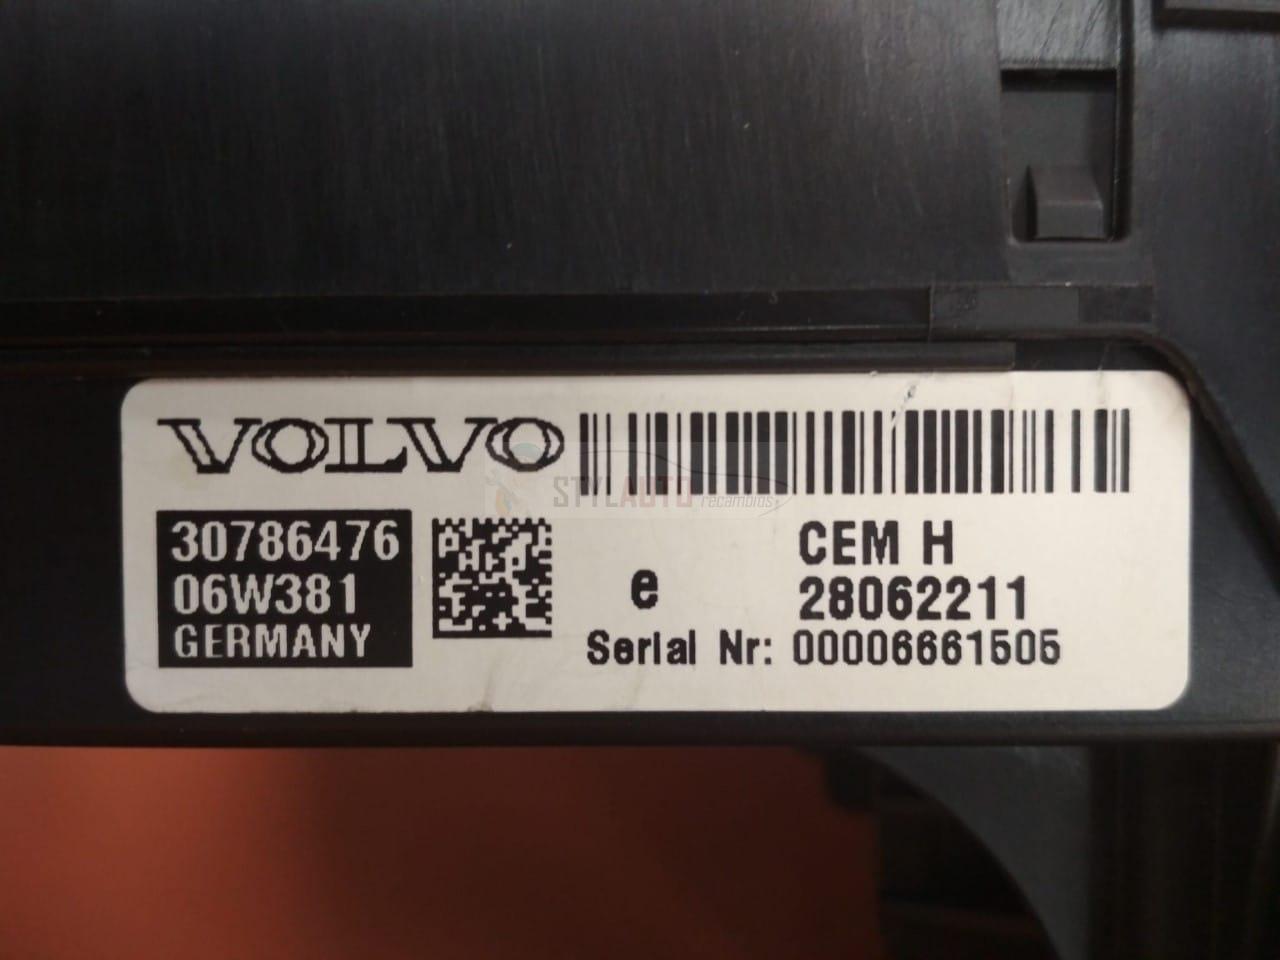 VOLVO
STYLAUTO recambios
30786476
06W381
GERMANY
e
CEM H
28062211
Serial Nr: 00006661505